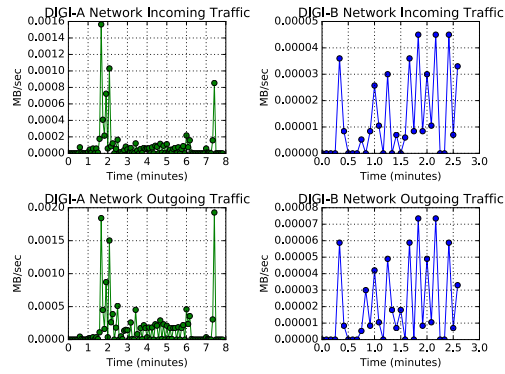 DIGI-A Network Incoming Traffic
0.0016
0.0014
0.0012
0.0010
0.0008
0.0006
0.0004
0.0002
0.0000
MB/sec
0 1 2 3 4 5 6 7 8
Time (minutes)
DIGI-B Network Incoming Traffic
0.00005
0.00004
0.00003
0.00002
0.00001
0.00000
MB/sec
0.0 0.5 1.0 1.5 2.0 2.5 3.0
Time (minutes)
DIGI-A Network Outgoing Traffic
0.0020
0.0015
0.0010
0.0005
0.0000
MB/sec
0 1 2 3 4 5 6 7 8
Time (minutes)
DIGI-B Network Outgoing Traffic
0.00008
0.00007
0.00006
0.00005
0.00004
0.00003
0.00002
0.00001
0.00000
MB/sec
0.0 0.5 1.0 1.5 2.0 2.5 3.0
Time (minutes)